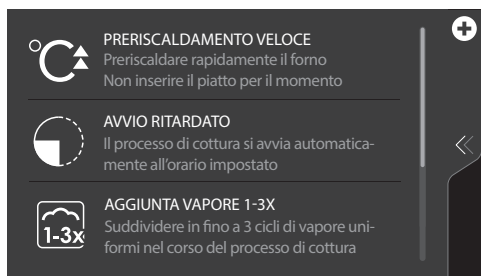 °C
PRERISCALDAMENTO VELOCE
Preriscaldare rapidamente il forno
Non inserire il piatto per il momento
AVVIO RITARDATO
Il processo di cottura si avvia automatica-
mente all'orario impostato
1-3x
AGGIUNTA VAPORE 1-3X
Suddividere in fino a 3 cicli di vapore uni-
formi nel corso del processo di cottura